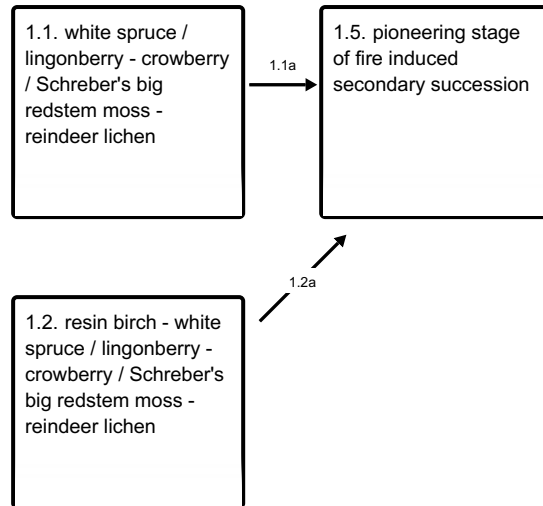 1.1. white spruce /
lingonberry - crowberry
/ Schreber's big
redstem moss -
reindeer lichen
1.1a
1.5. pioneering stage
of fire induced
secondary succession
1.2a
1.2. resin birch - white
spruce / lingonberry -
crowberry / Schreber's
big redstem moss -
reindeer lichen